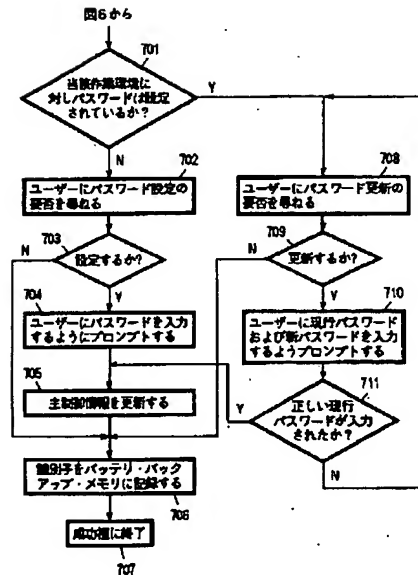 図6から
701
当該作業環境に
対しパスワードは設定
されているか?
Y
N
702
ユーザーにパスワード設定の
要否を尋ねる
703
N
設定するか?
Y
704
ユーザーにパスワードを入力
するようにプロンプトする
705
情報を更新する
識別子をバッテリ・バック
アップ・メモリに記録する
706
成功裡に終了
707
708
ユーザーにパスワード更新の
要否を尋ねる
709
N
更新するか?
Y
710
ユーザーに現行パスワード
および新パスワードを入力
するようプロンプトする
711
Y
正しい現行
パスワードが入力
されたか?
N